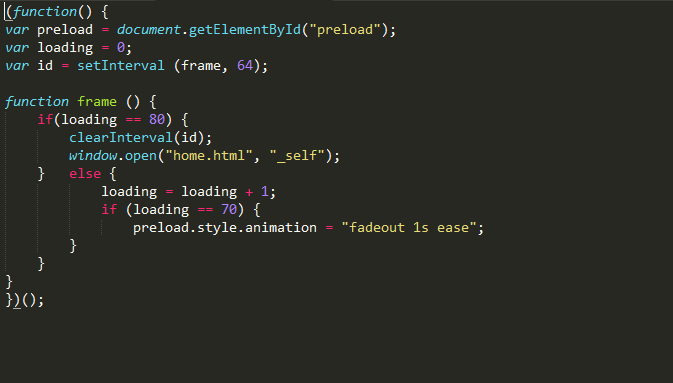 (function() {
var preload = document.getElementById("preload");
var loading = 0;
var id = setInterval (frame, 64);
function frame () {
if(loading == 80) {
clearInterval(id);
window.open("home.html", "_self");
} else {
loading = loading + 1;
if (loading == 70) {
preload.style.animation = "fadeout 1s ease";
}
}
}
})();